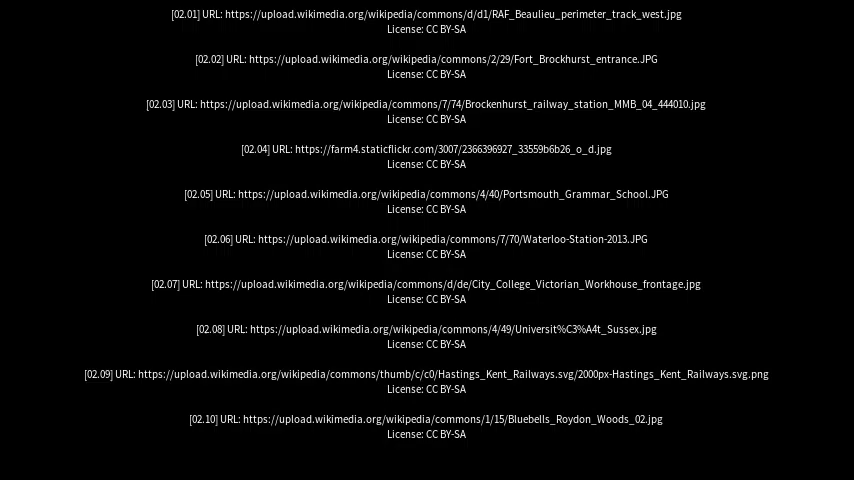 [02.01] URL: https://upload.wikimedia.org/wikipedia/commons/d/d1/RAF_Beaulieu_perimeter_track_west.jpg
License: CC BY-SA
[02.02] URL: https://upload.wikimedia.org/wikipedia/commons/2/29/Fort_Brockhurst_entrance.JPG
License: CC BY-SA
[02.03] URL: https://upload.wikimedia.org/wikipedia/commons/7/74/Brockenhurst_railway_station_MMB_04_444010.jpg
License: CC BY-SA
[02.04] URL: https://farm4.staticflickr.com/3007/2366396927_33559b6b26_o_d.jpg
License: CC BY-SA
[02.05] URL: https://upload.wikimedia.org/wikipedia/commons/4/40/Portsmouth_Grammar_School.JPG
License: CC BY-SA
[02.06] URL: https://upload.wikimedia.org/wikipedia/commons/7/70/Waterloo-Station-2013.JPG
License: CC BY-SA
[02.07] URL: https://upload.wikimedia.org/wikipedia/commons/d/de/City_College_Victorian_Workhouse_frontage.jpg
License: CC BY-SA
[02.08] URL: https://upload.wikimedia.org/wikipedia/commons/4/49/Universit%C3%A4t_Sussex.jpg
License: CC BY-SA
[02.09] URL: https://upload.wikimedia.org/wikipedia/commons/thumb/c/c0/Hastings_Kent_Railways.svg/2000px-Hastings_Kent_Railways.svg.png
License: CC BY-SA
[02.10] URL: https://upload.wikimedia.org/wikipedia/commons/1/15/Bluebells_Roydon_Woods_02.jpg
License: CC BY-SA